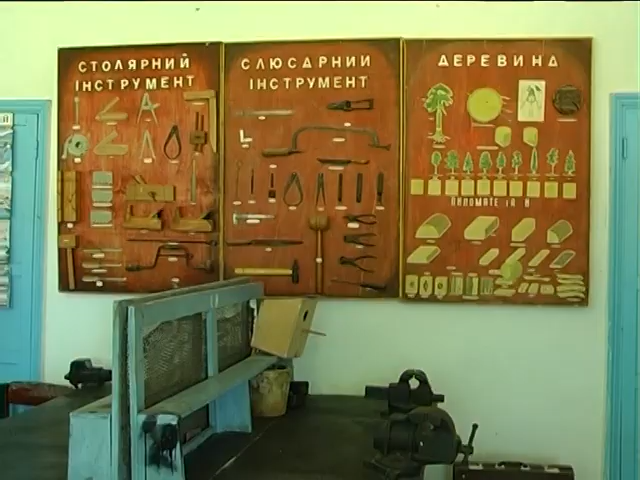 СТОЛЯРНИЙ
ІНСТРУМЕНТ
СЛЮСАРНИЙ
ІНСТРУМЕНТ
ДЕРЕВИНА